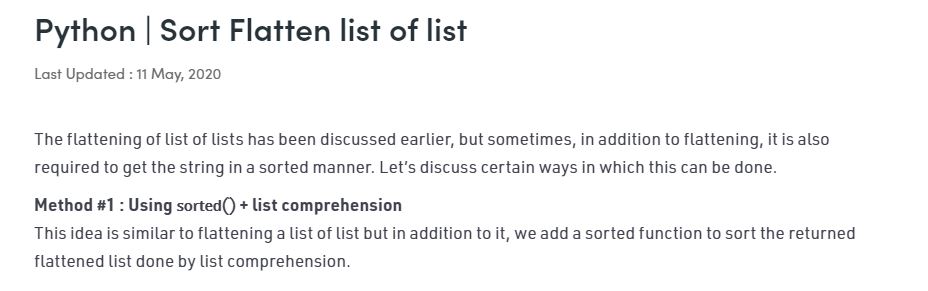 Python | Sort Flatten list of list
Last Updated : 11 May, 2020
The flattening of list of lists has been discussed earlier, but sometimes, in addition to flattening, it is also
required to get the string in a sorted manner. Let’s discuss certain ways in which this can be done.
Method #1 : Using sorted() + list comprehension
This idea is similar to flattening a list of list but in addition to it, we add a sorted function to sort the returned
flattened list done by list comprehension.